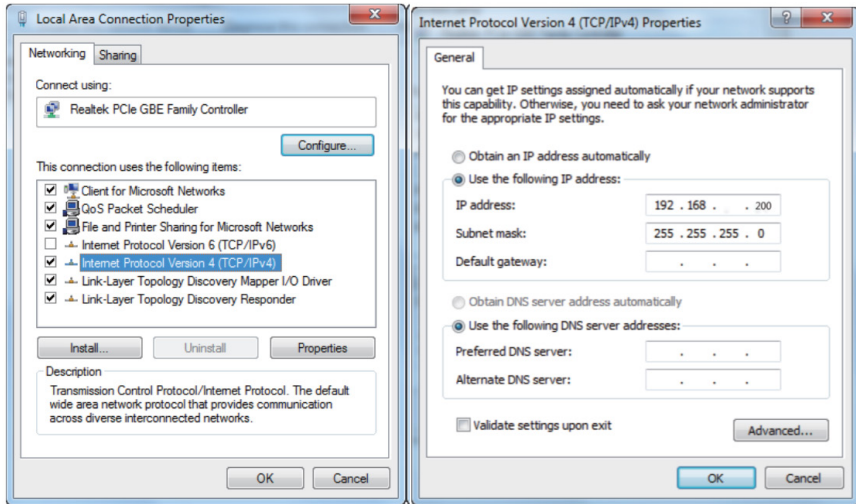 Local Area Connection Properties
Networking
Sharing
Connect using:
Realtek PCIe GBE Family Controller
Configure...
This connection uses the following items:
Client for Microsoft Networks
QoS Packet Scheduler
File and Printer Sharing for Microsoft Networks
Internet Protocol Version 6 (TCP/IPv6)
Internet Protocol Version 4 (TCP/IPv4)
Link-Layer Topology Discovery Mapper I/O Driver
Link-Layer Topology Discovery Responder
Install...
Uninstall
Properties
Description
Transmission Control Protocol/Internet Protocol. The default
wide area network protocol that provides communication
across diverse interconnected networks.
OK
Cancel
Internet Protocol Version 4 (TCP/IPv4) Properties
General
You can get IP settings assigned automatically if your network supports
this capability. Otherwise, you need to ask your network administrator
for the appropriate IP settings.
Obtain an IP address automatically
Use the following IP address:
IP address: 192 . 168 . . 200
Subnet mask: 255 . 255 . 255 . 0
Default gateway: . . .
Obtain DNS server address automatically
Use the following DNS server addresses:
Preferred DNS server: . . .
Alternate DNS server: . . .
Validate settings upon exit
Advanced...
OK
Cancel